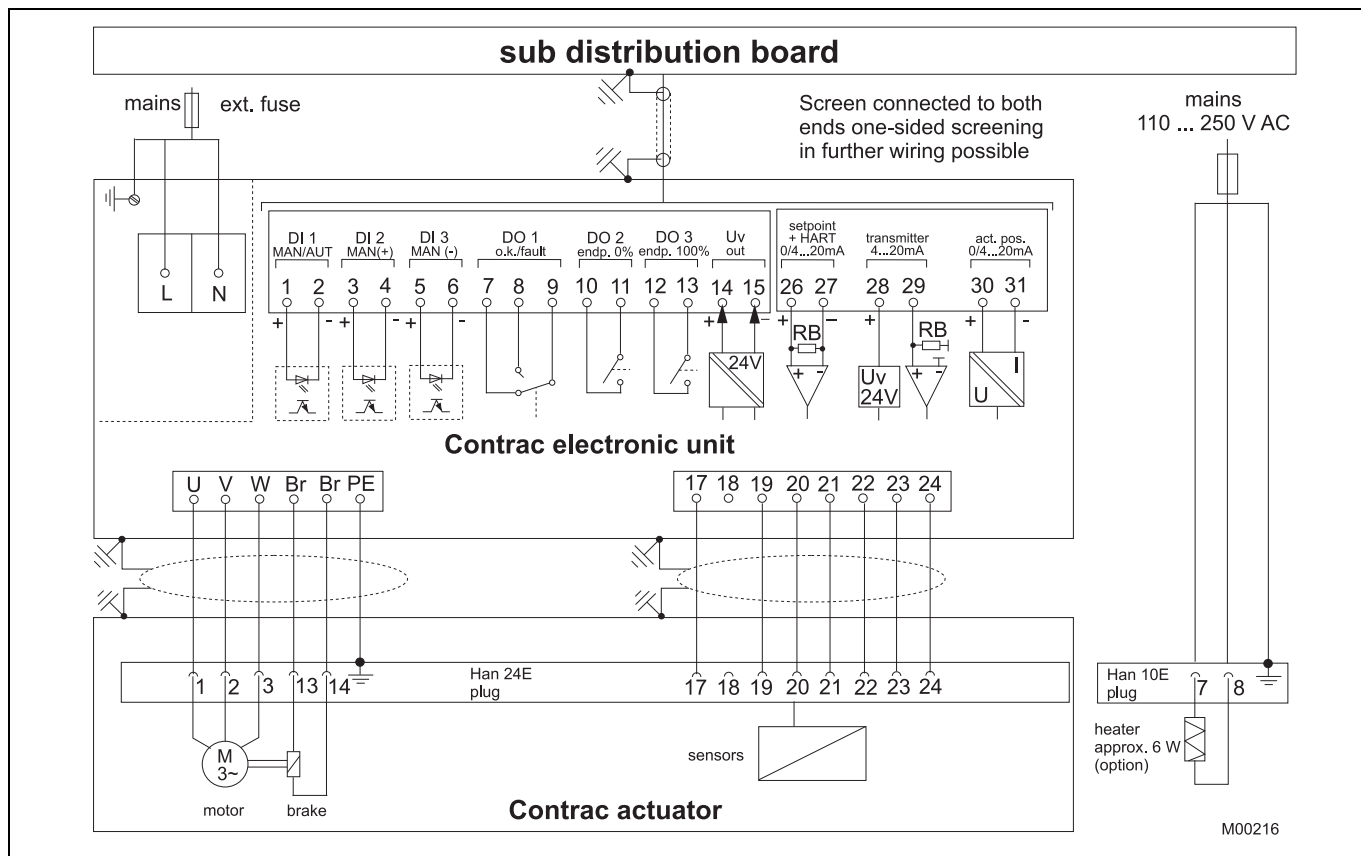 sub distribution board
mains
ext. fuse
Screen connected to both
ends one-sided screening
in further wiring possible
mains
110 ... 250 V AC
L
N
DI 1
MAN/AUT
DI 2
MAN(+)
DI 3
MAN (-)
DO 1
o.k./fault
DO 2
endp. 0%
DO 3
endp. 100%
Uv
out
setpoint
+ HART
0/4...20mA
transmitter
4...20mA
act. pos.
0/4...20mA
1 2 3 4 5 6 7 8 9 10 11 12 13 14 15 26 27 28 29 30 31
+ - + - + - + - + - + + + -
RB
RB
24V
+ -
Uv
24V
+ -
U
I
Contrac electronic unit
U V W Br Br PE
17 18 19 20 21 22 23 24
1 2 3 13 14
Han 24E
plug
17 18 19 20 21 22 23 24
Han 10E
plug
7 8
M
3~
motor
brake
sensors
heater
approx. 6 W
(option)
Contrac actuator
M00216